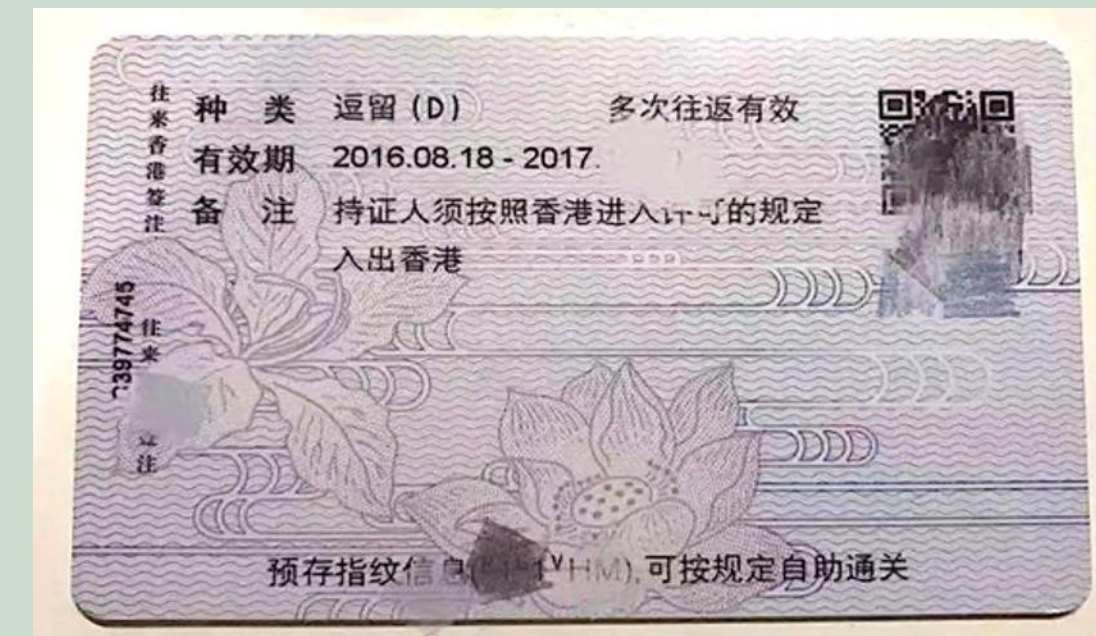 往来香港签注
种 类 逗留 (D) 多次往返有效
有效期 2016.08.18 - 2017.
备 注 持证人须按照香港进入许可的规定
入出香港
39774745
往来
注
预存指纹信息 HM),可按规定自助通关